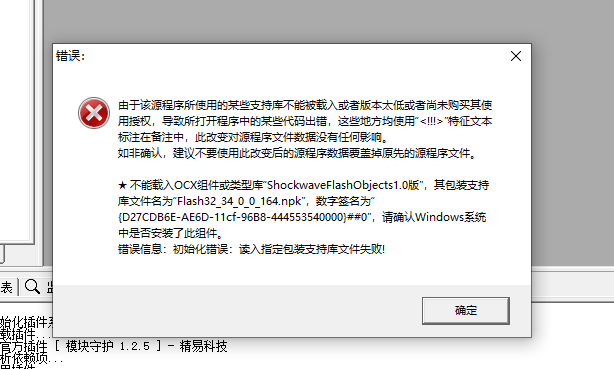 错误：
由于该源程序所使用的某些支持库不能被载入或者版本太低或者尚未购买其使
用授权，导致所打开程序中的某些代码出错，这些地方均使用"<!!!>"特征文本
标注在备注中，此改变对源程序文件数据没有任何影响。
如非确认，建议不要使用此改变后的源程序数据覆盖掉原先的源程序文件。
★ 不能载入OCX组件或类型库"ShockwaveFlashObjects1.0版"，其包装支持
库文件名为"Flash32_34_0_0_164.npk"，数字签名为"
{D27CDB6E-AE6D-11cf-96B8-444553540000}##0"，请确认Windows系统
中是否安装了此组件。
错误信息：初始化错误：读入指定包装支持库文件失败!
确定
表
始化插件
载插件
官方插件 [ 模块守护 1.2.5 ] - 精易科技
析依赖项...